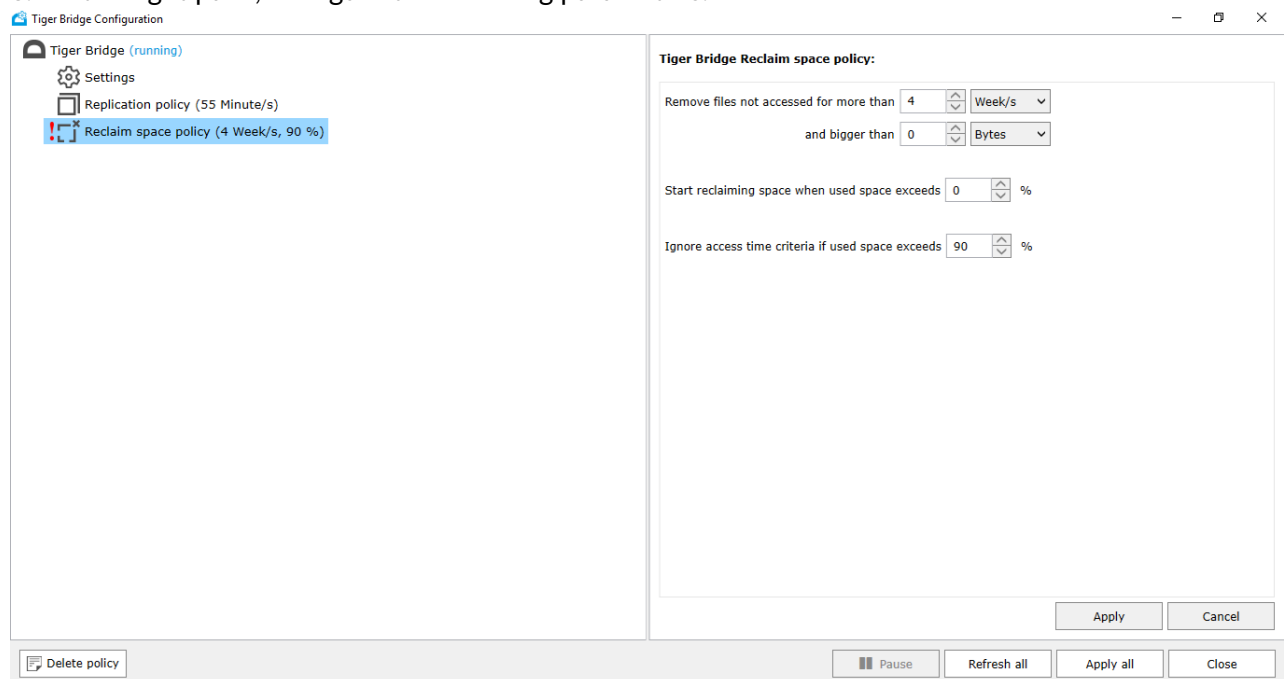 Tiger Bridge Configuration
Tiger Bridge (running)
Settings
Replication policy (55 Minute/s)
Reclaim space policy (4 Week/s, 90 %)
Tiger Bridge Reclaim space policy:
Remove files not accessed for more than 4 Week/s
and bigger than 0 Bytes
Start reclaiming space when used space exceeds 0 %
Ignore access time criteria if used space exceeds 90 %
Apply Cancel
Delete policy Pause Refresh all Apply all Close